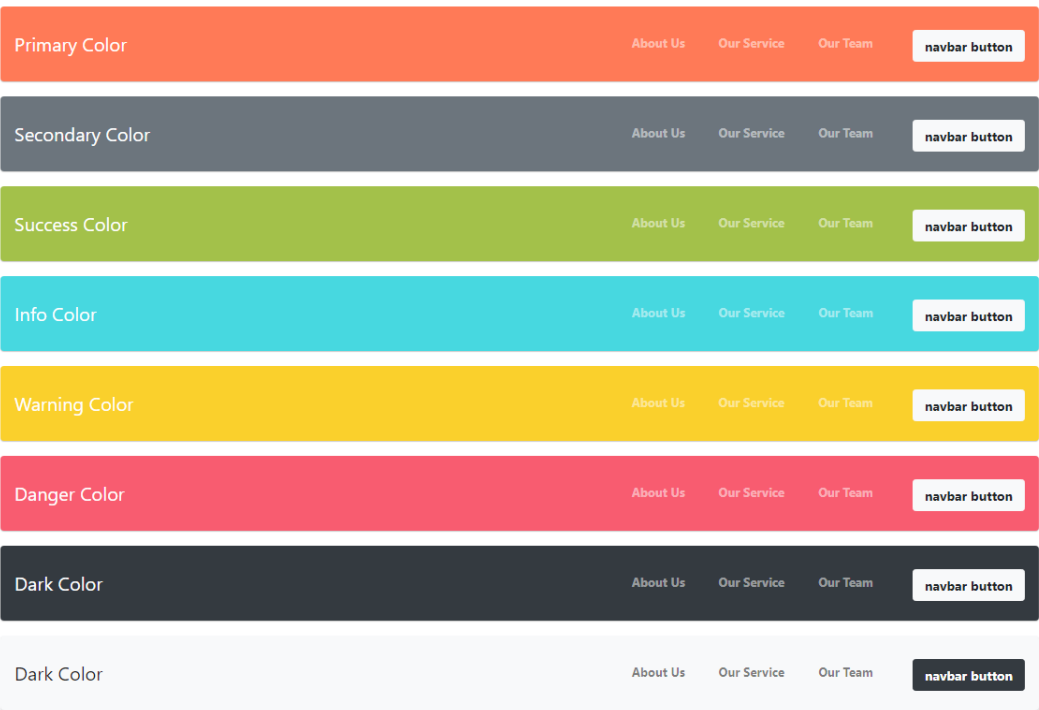 Primary Color About Us Our Service Our Team navbar button
Secondary Color About Us Our Service Our Team navbar button
Success Color About Us Our Service Our Team navbar button
Info Color About Us Our Service Our Team navbar button
Warning Color About Us Our Service Our Team navbar button
Danger Color About Us Our Service Our Team navbar button
Dark Color About Us Our Service Our Team navbar button
Dark Color About Us Our Service Our Team navbar button